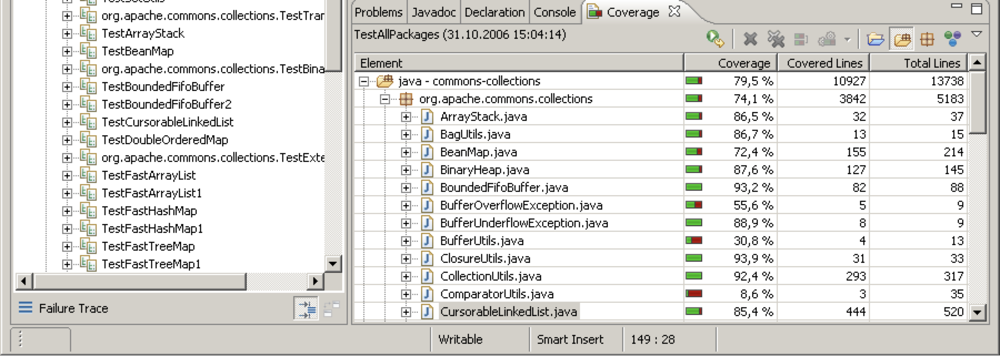 org.apache.commons.collections.TestTrar
TestArrayStack
TestBeanMap
org.apache.commons.collections.TestBina
TestBoundedFifoBuffer
TestBoundedFifoBuffer2
TestCursorableLinkedList
TestDoubleOrderedMap
org.apache.commons.collections.TestExte
TestFastArrayList
TestFastArrayList1
TestFastHashMap
TestFastHashMap1
TestFastTreeMap
TestFastTreeMap1
Failure Trace
Problems Javadoc Declaration Console Coverage
TestAllPackages (31.10.2006 15:04:14)
Element Coverage Covered Lines Total Lines
java - commons-collections 79,5 % 10927 13738
org.apache.commons.collections 74,1 % 3842 5183
ArrayStack.java 86,5 % 32 37
BagUtils.java 86,7 % 13 15
BeanMap.java 72,4 % 155 214
BinaryHeap.java 87,6 % 127 145
BoundedFifoBuffer.java 93,2 % 82 88
BufferOverflowException.java 55,6 % 5 9
BufferUnderflowException.java 88,9 % 8 9
BufferUtils.java 30,8 % 4 13
ClosureUtils.java 93,9 % 31 33
CollectionUtils.java 92,4 % 293 317
ComparatorUtils.java 8,6 % 3 35
CursorableLinkedList.java 85,4 % 444 520
Writable Smart Insert 149 : 28